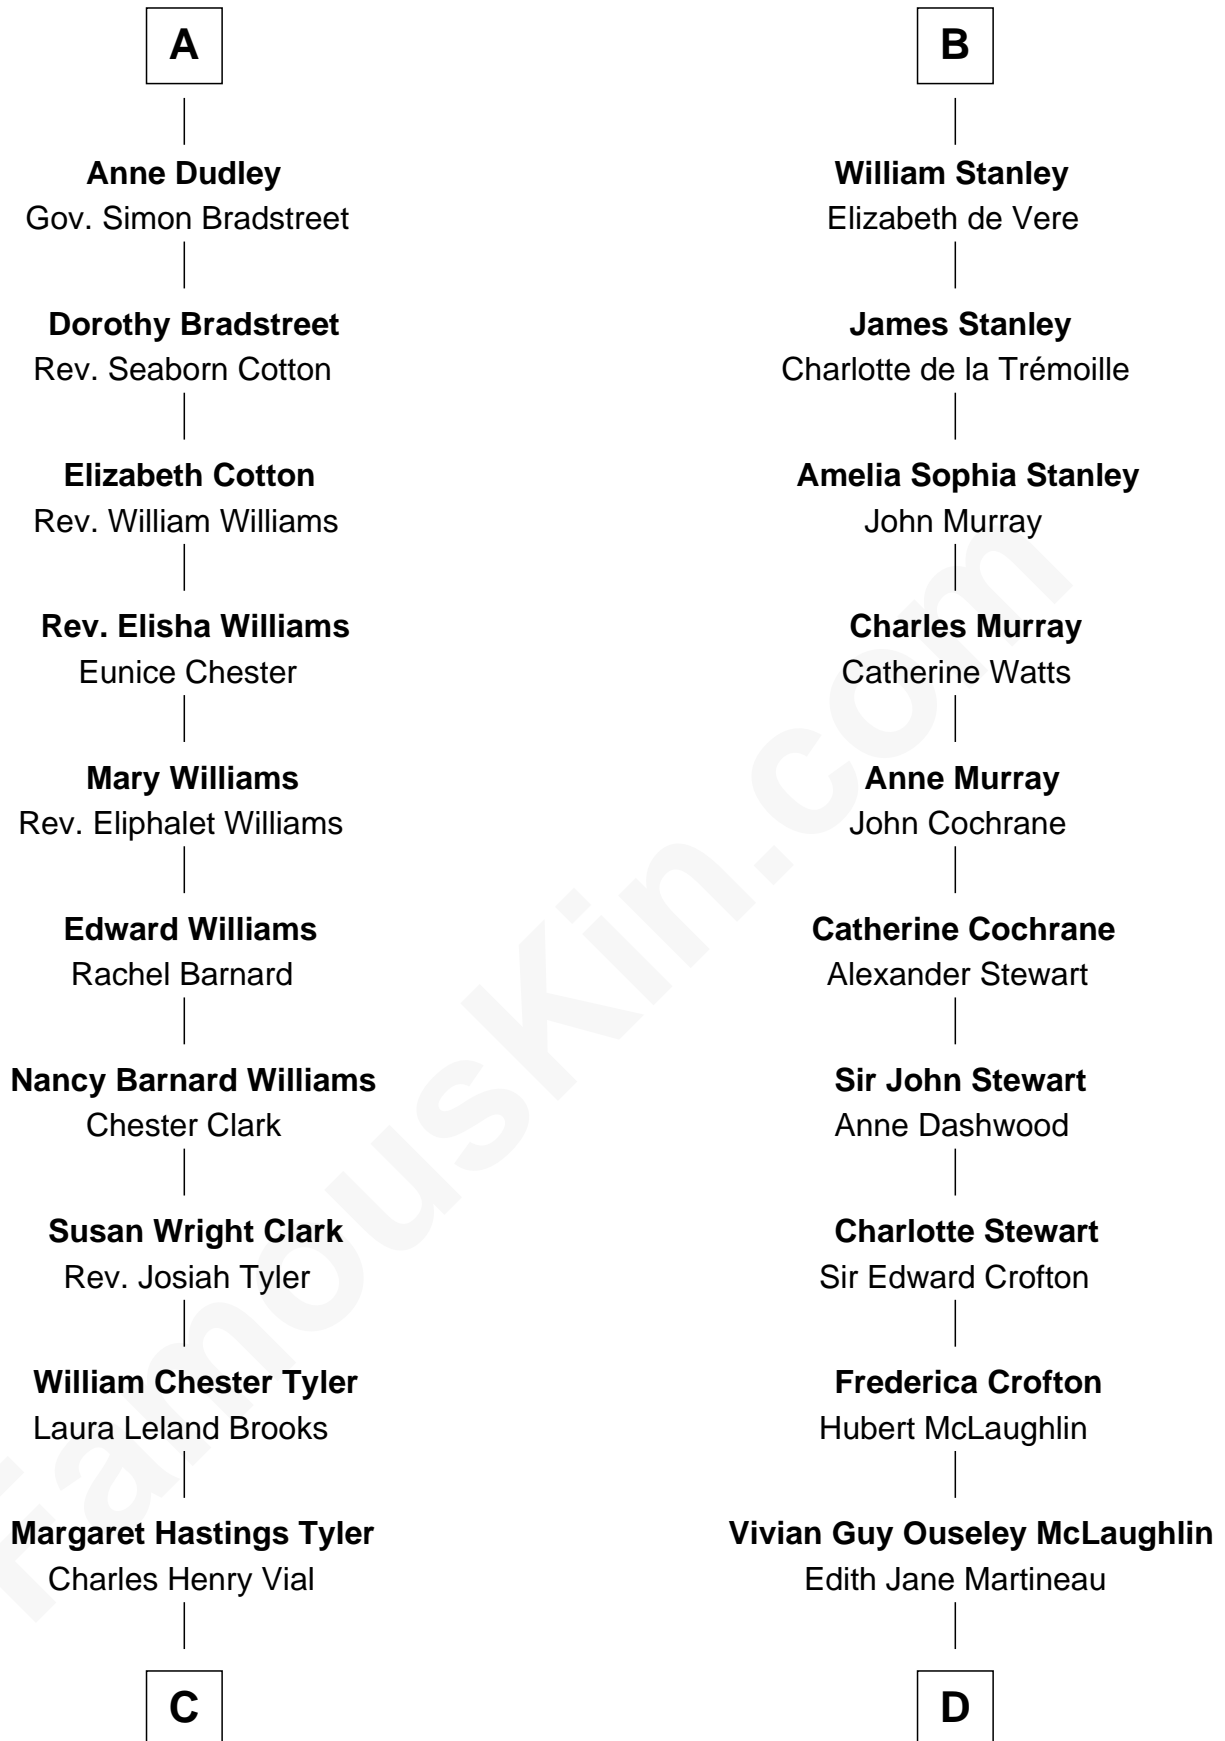 A
Anne Dudley
Gov. Simon Bradstreet
Dorothy Bradstreet
Rev. Seaborn Cotton
Elizabeth Cotton
Rev. William Williams
Rev. Elisha Williams
Eunice Chester
Mary Williams
Rev. Eliphalet Williams
Edward Williams
Rachel Barnard
Nancy Barnard Williams
Chester Clark
Susan Wright Clark
Rev. Josiah Tyler
William Chester Tyler
Laura Leland Brooks
Margaret Hastings Tyler
Charles Henry Vial
C
B
William Stanley
Elizabeth de Vere
James Stanley
Charlotte de la Trémoille
Amelia Sophia Stanley
John Murray
Charles Murray
Catherine Watts
Anne Murray
John Cochrane
Catherine Cochrane
Alexander Stewart
Sir John Stewart
Anne Dashwood
Charlotte Stewart
Sir Edward Crofton
Frederica Crofton
Hubert McLaughlin
Vivian Guy Ouseley McLaughlin
Edith Jane Martineau
D
FamousKin.com